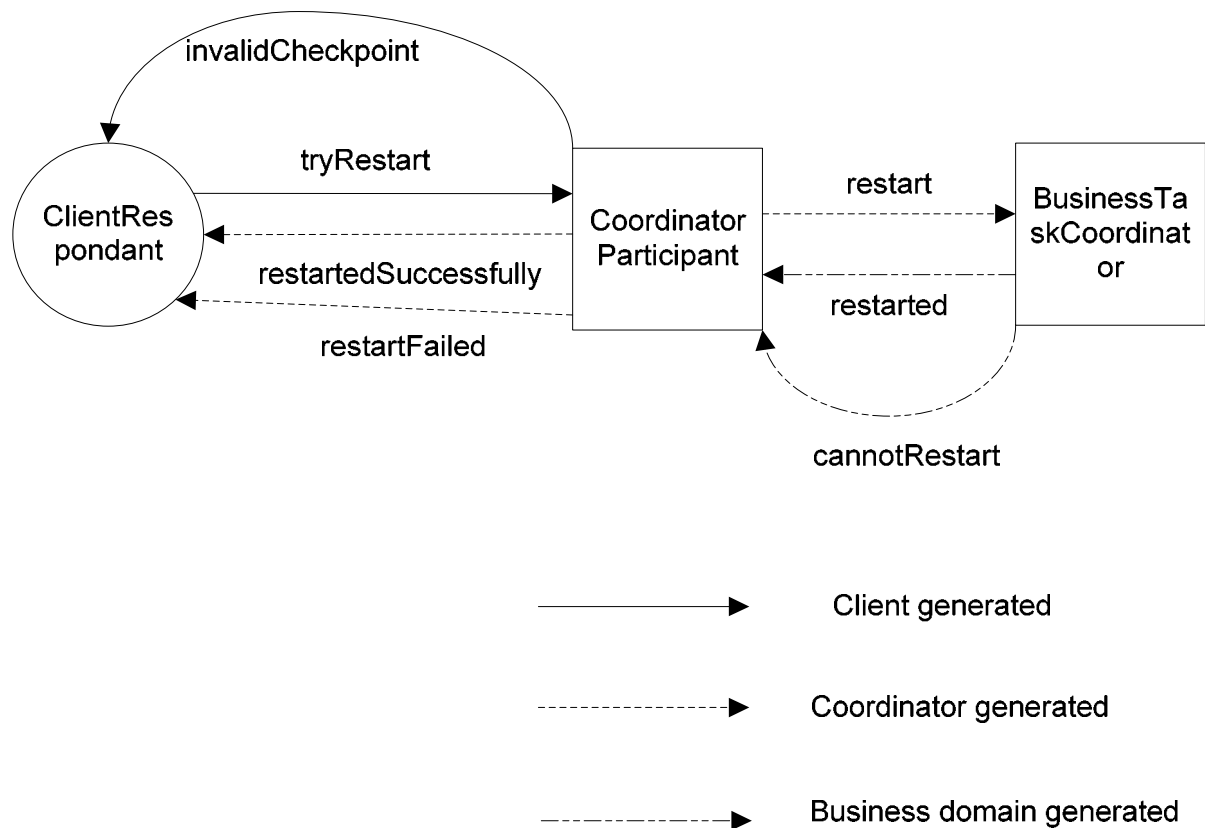 invalidCheckpoint
tryRestart
ClientRes
pondant
restartedSuccessfully
restartFailed
Coordinator
Participant
restart
restarted
cannotRestart
BusinessTa
skCoordinat
or
Client generated
Coordinator generated
Business domain generated